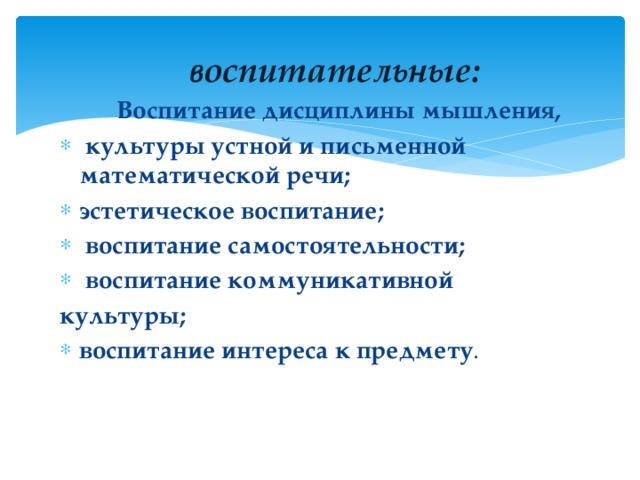 воспитательные:
Воспитание дисциплины мышления,
* культуры устной и письменной
математической речи;
* эстетическое воспитание;
* воспитание самостоятельности;
* воспитание коммуникативной
культуры;
* воспитание интереса к предмету.